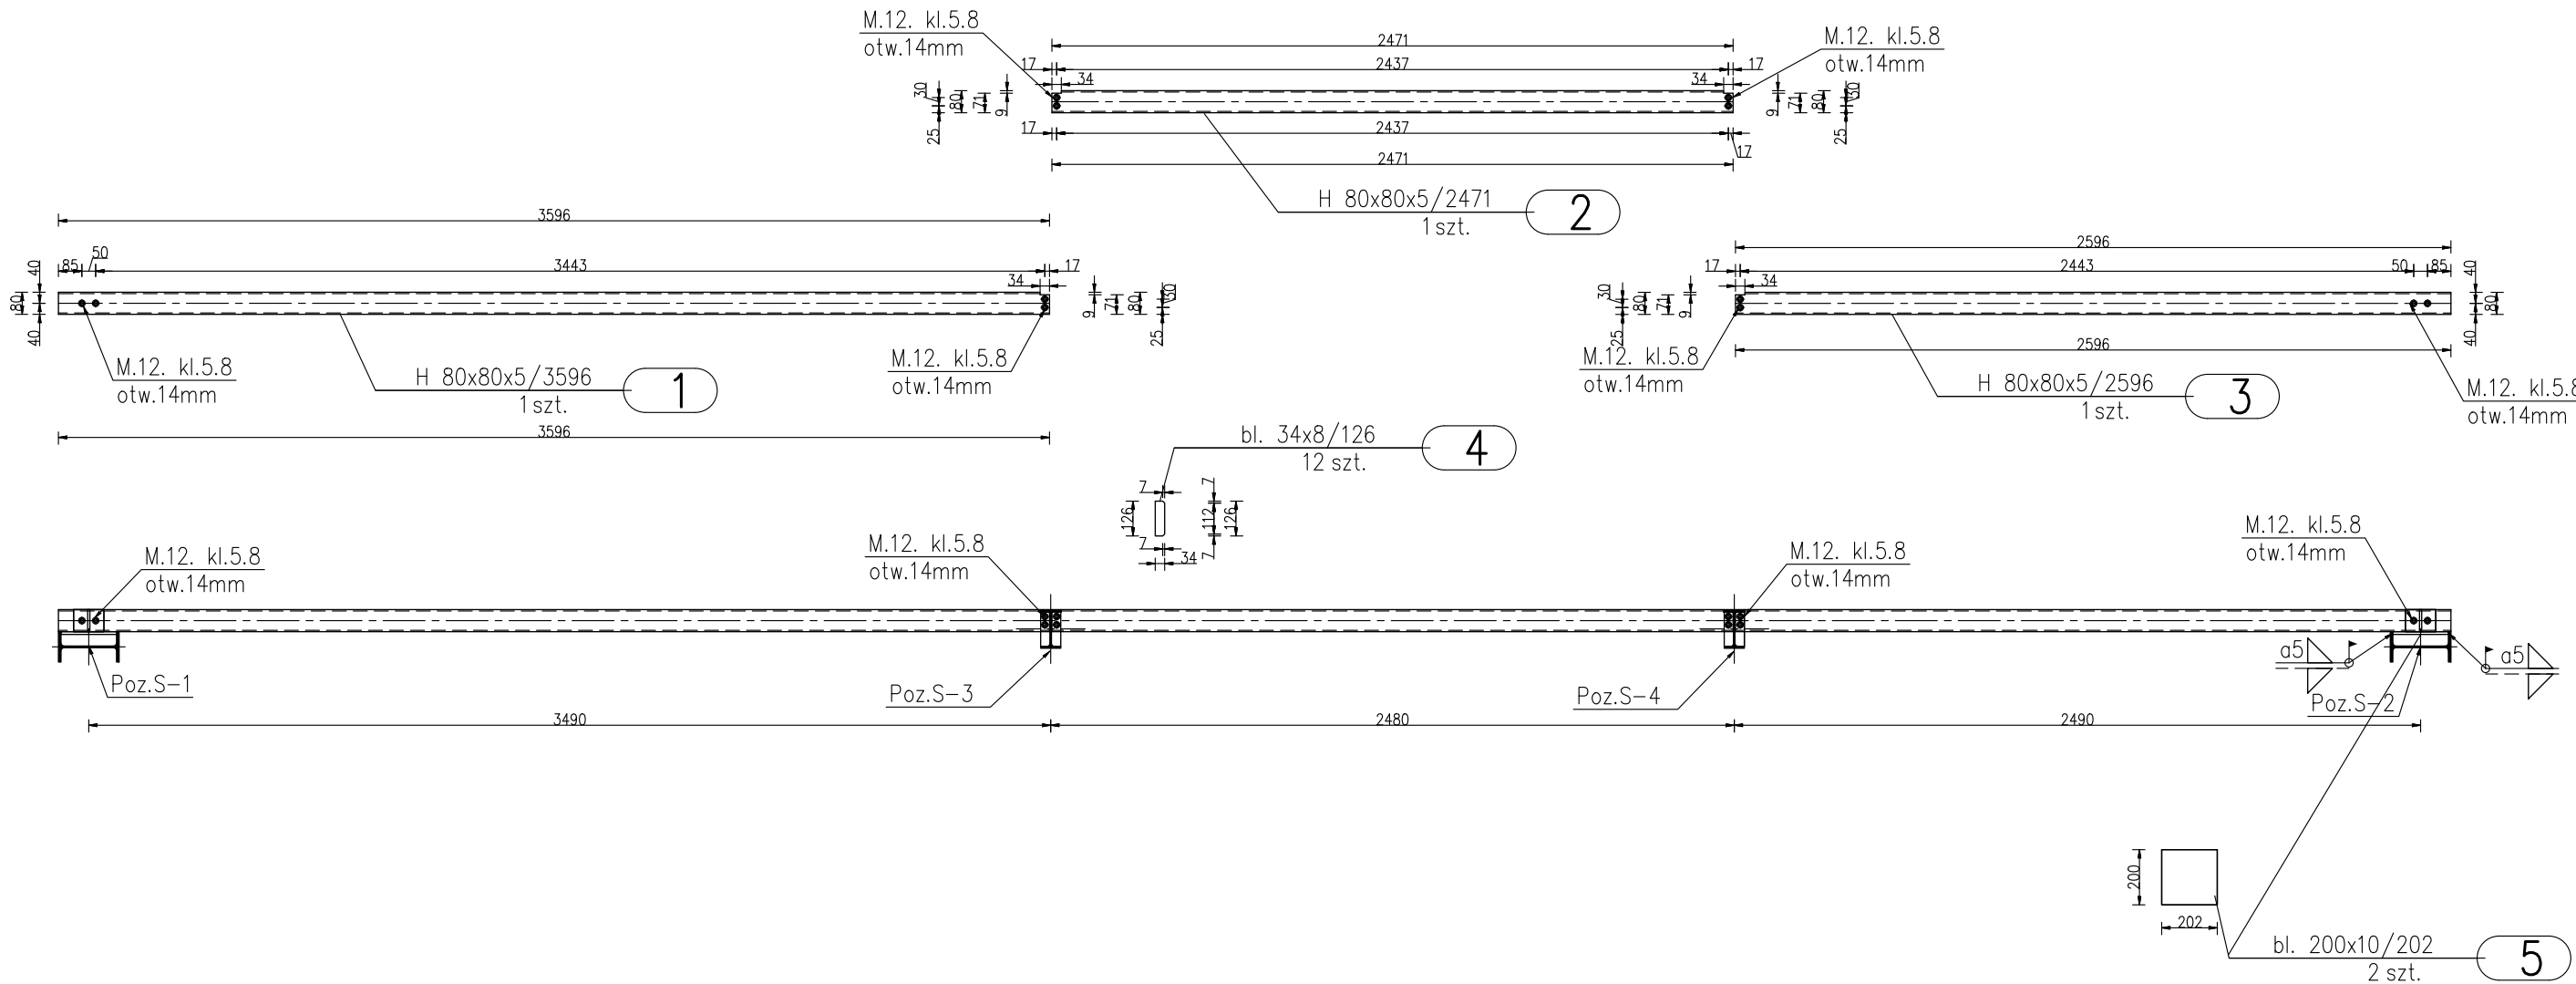 M.12. kl.5.8
otw.14mm
2471
M.12. kl.5.8
otw.14mm
17
2437
17
34
34
30
80
71
9
25
9
71
80
30
25
17
2437
17
2471
H 80x80x5/2471
1 szt.
2
3596
85
50
3443
17
34
40
80
40
9
71
80
30
25
M.12. kl.5.8
otw.14mm
H 80x80x5/3596
1 szt.
1
M.12. kl.5.8
otw.14mm
3596
2596
17
2443
50
85
34
30
80
71
9
25
40
80
40
2596
M.12. kl.5.8
otw.14mm
H 80x80x5/2596
1 szt.
3
M.12. kl.5.8
otw.14mm
bl. 34x8/126
12 szt.
4
7
7
126
112
126
7
7
34
M.12. kl.5.8
otw.14mm
M.12. kl.5.8
otw.14mm
M.12. kl.5.8
otw.14mm
M.12. kl.5.8
otw.14mm
a5
a5
Poz.S-1
Poz.S-3
Poz.S-4
Poz.S-2
3490
2480
2490
200
202
bl. 200x10/202
2 szt.
5